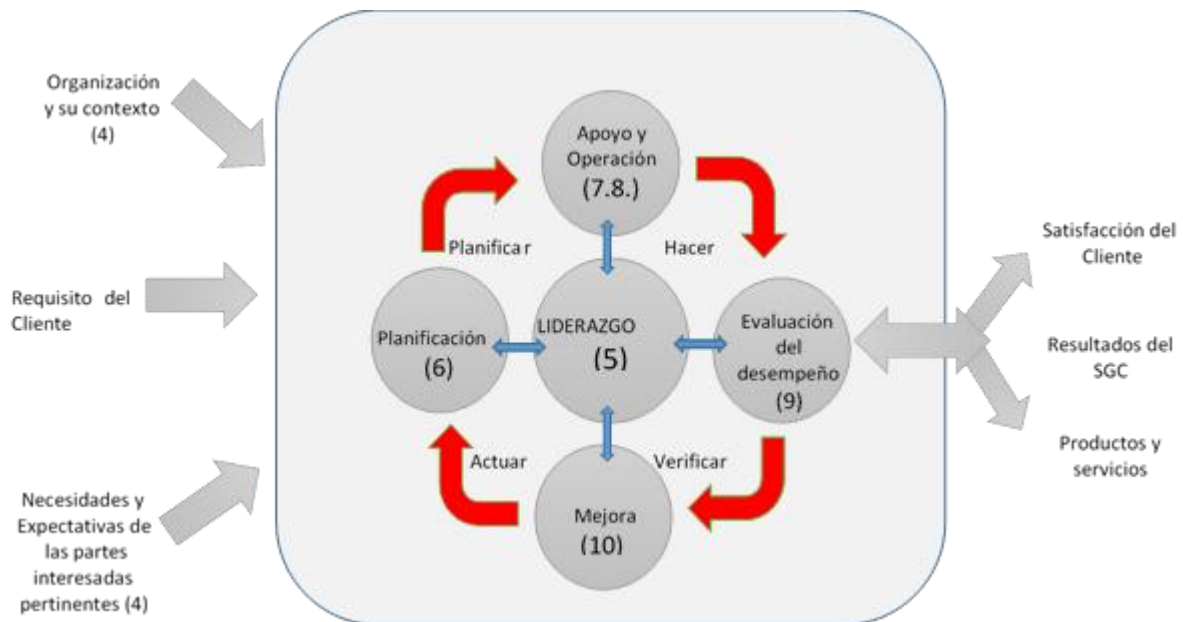 Organización
y su contexto
(4)
Requisito del
Cliente
Necesidades y
Expectativas de
las partes
interesadas
pertinentes (4)
Apoyo y
Operación
(7.8.)
Planificar
Hacer
Planificación
(6)
LIDERAZGO
(5)
Evaluación
del
desempeño
(9)
Actuar
Verificar
Mejora
(10)
Satisfacción del
Cliente
Resultados del
SGC
Productos y
servicios